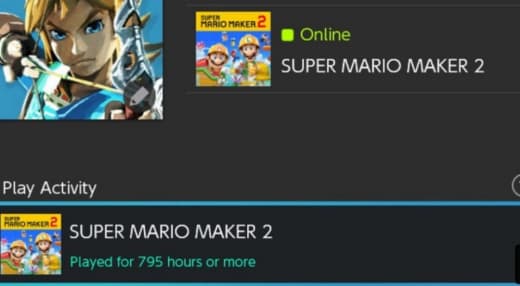 SUPER
MARIO MAKER 2
Online
SUPER MARIO MAKER 2
Play Activity
SUPER
MARIO MAKER 2
SUPER MARIO MAKER 2
Played for 795 hours or more